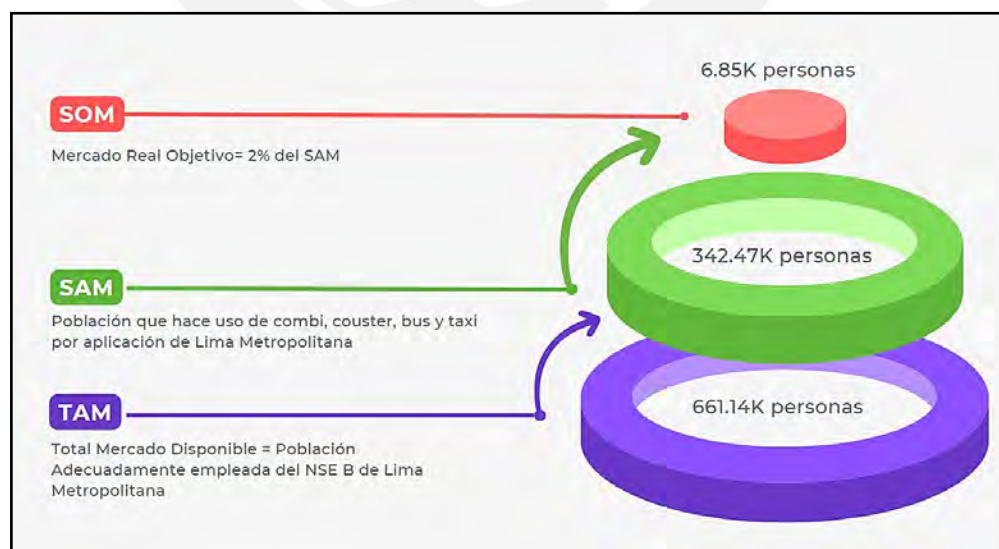 6.85K personas
SOM
Mercado Real Objetivo= 2% del SAM
342.47K personas
SAM
Población que hace uso de combi, couster, bus y taxi
por aplicación de Lima Metropolitana
661.14K personas
TAM
Total Mercado Disponible = Población
Adecuadamente empleada del NSE B de Lima
Metropolitana